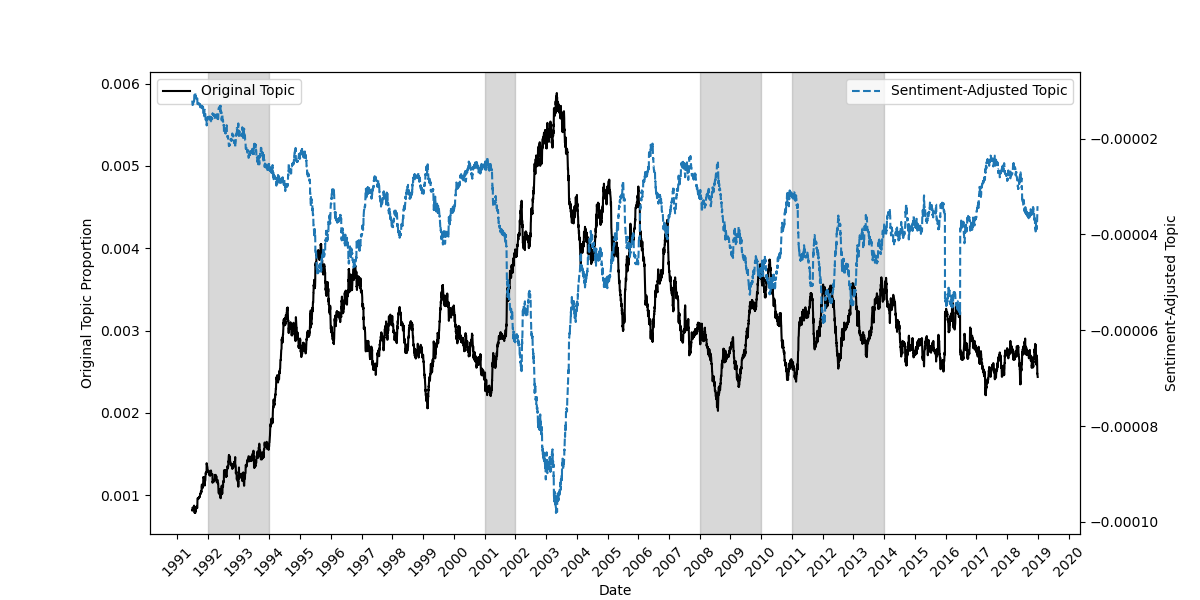 Original Topic
Sentiment-Adjusted Topic
0.006
0.005
0.004
0.003
0.002
0.001
Original Topic Proportion
−0.00002
−0.00004
−0.00006
−0.00008
−0.00010
Sentiment-Adjusted Topic
1991 1992 1993 1994 1995 1996 1997 1998 1999 2000 2001 2002 2003 2004 2005 2006 2007 2008 2009 2010 2011 2012 2013 2014 2015 2016 2017 2018 2019 2020
Date